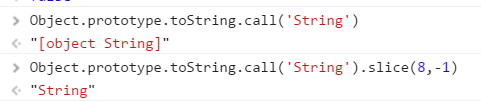 Object.prototype.toString.call('String')
"[object String]"
Object.prototype.toString.call('String').slice(8,-1)
"String"